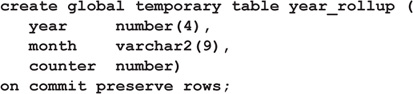 create global temporary table year_rollup (
   year     number(4),
   month    varchar2(9),
   counter  number)
on commit preserve rows;